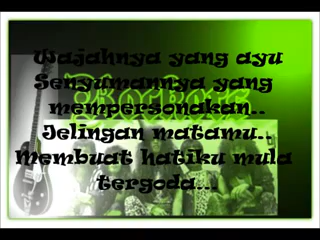 Wajahnya yang ayu
Senyumannya yang
mempersonakan..
Jelingan matamu..
Membuat hatiku mula
tergoda...